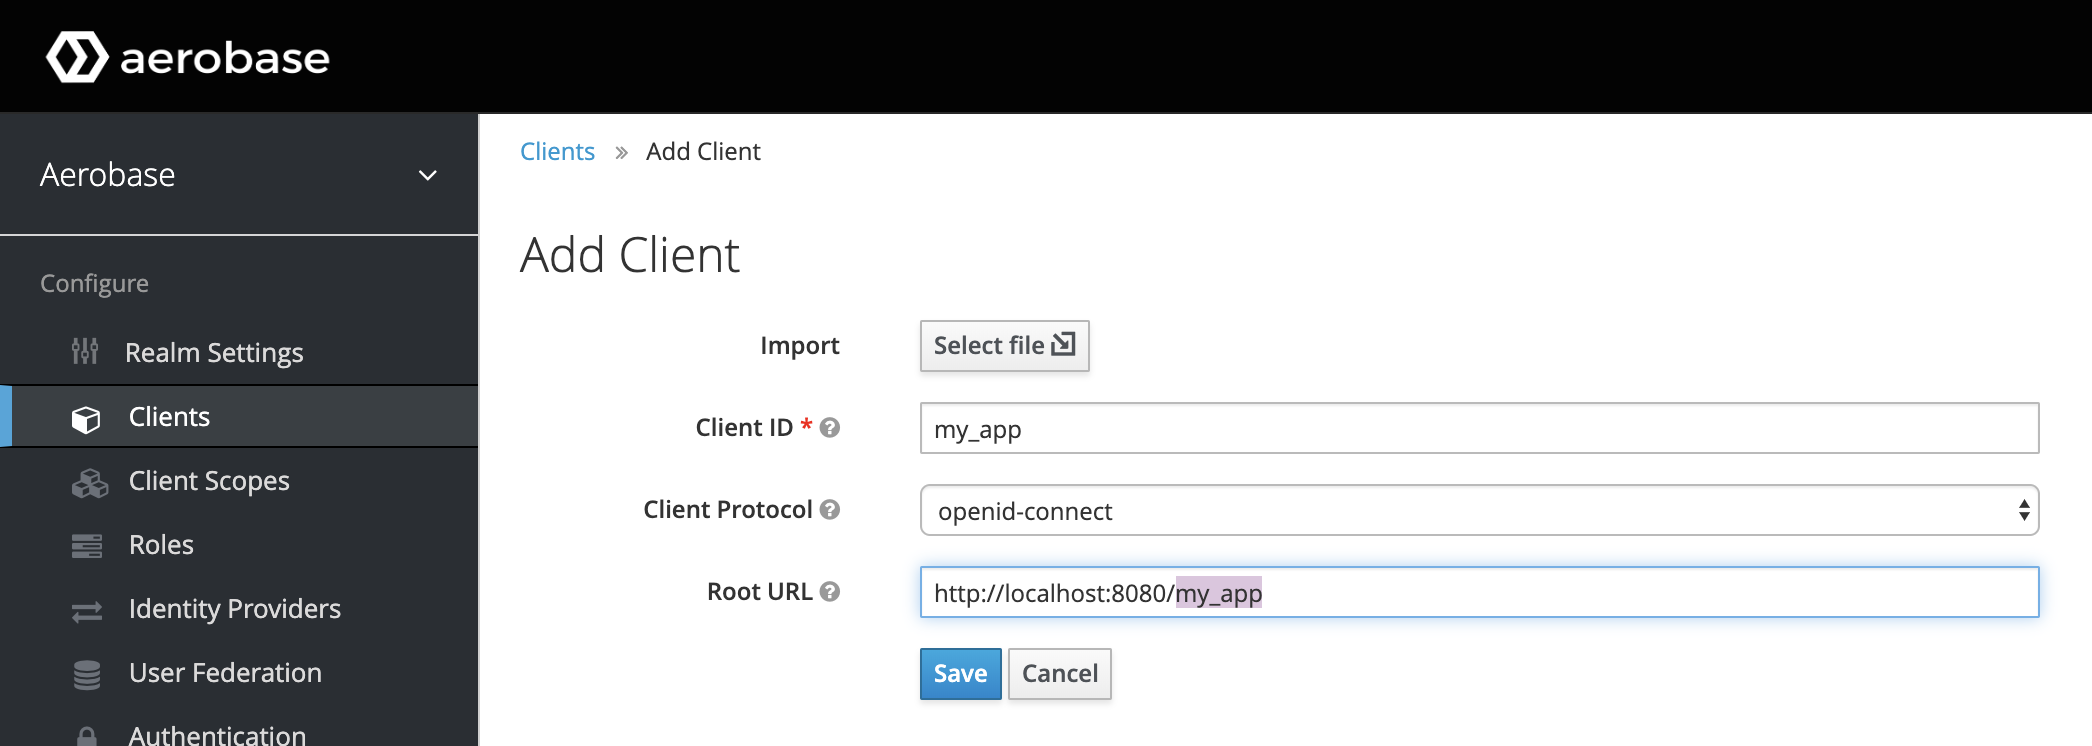 aerobase
Aerobase
Configure
Realm Settings
Clients
Client Scopes
Roles
Identity Providers
User Federation
Authentication
Clients » Add Client
Add Client
Import Select file
Client ID * ? my_app
Client Protocol ? openid-connect
Root URL ? http://localhost:8080/my_app
Save Cancel